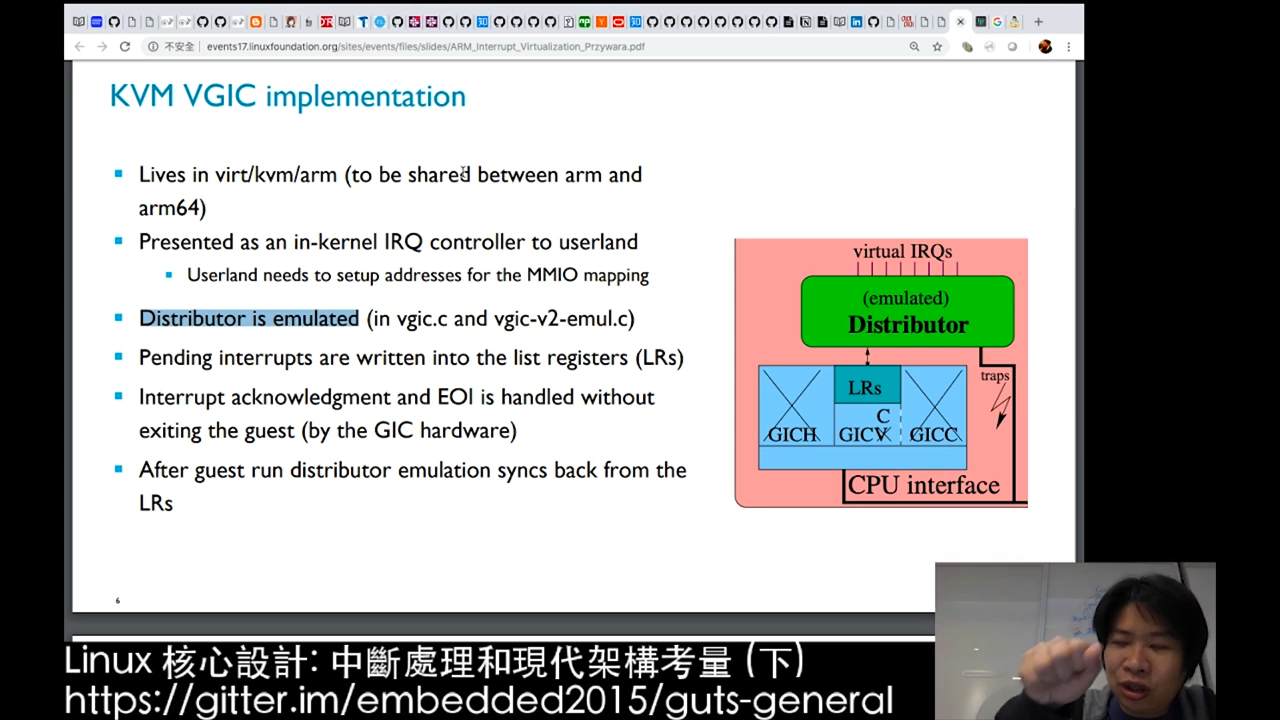 不安全
events17.linuxfoundation.org/sites/events/files/slides/ARM_Interrupt_Virtualization_Przywara.pdf
KVM VGIC implementation
Lives in virt/kvm/arm (to be shared between arm and
arm64)
Presented as an in-kernel IRQ controller to userland
Userland needs to setup addresses for the MMIO mapping
Distributor is emulated (in vgic.c and vgic-v2-emul.c)
Pending interrupts are written into the list registers (LRs)
Interrupt acknowledgment and EOI is handled without
exiting the guest (by the GIC hardware)
After guest run distributor emulation syncs back from the
LRs
virtual IRQs
(emulated)
Distributor
traps
LRs
C
GICH
GICV
GICC
CPU interface
6
Linux 核心設計: 中斷處理和現代架構考量 (下)
https://gitter.im/embedded2015/guts-general